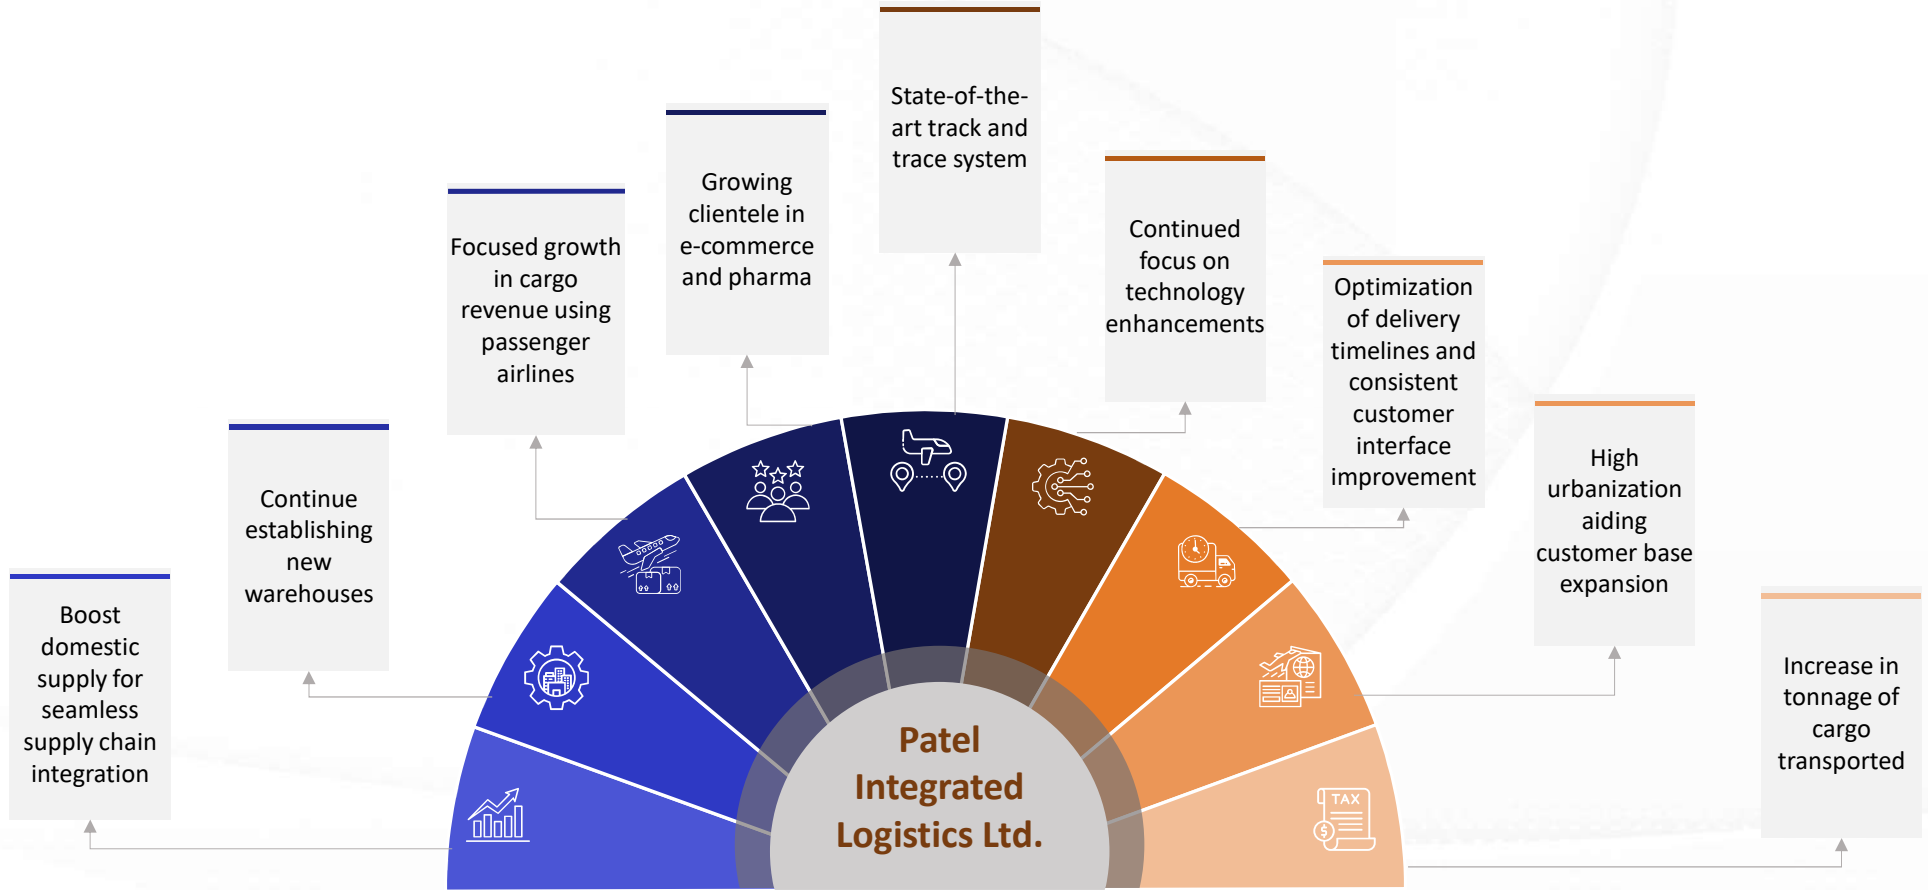 Boost
domestic
supply for
seamless
supply chain
integration
Continue
establishing
new
warehouses
Focused growth
in cargo
revenue using
passenger
airlines
Growing
clientele in
e-commerce
and pharma
State-of-the-
art track and
trace system
Continued
focus on
technology
enhancements
Optimization
of delivery
timelines and
consistent
customer
interface
improvement
High
urbanization
aiding
customer base
expansion
Increase in
tonnage of
cargo
transported
TAX
$
Patel
Integrated
Logistics Ltd.